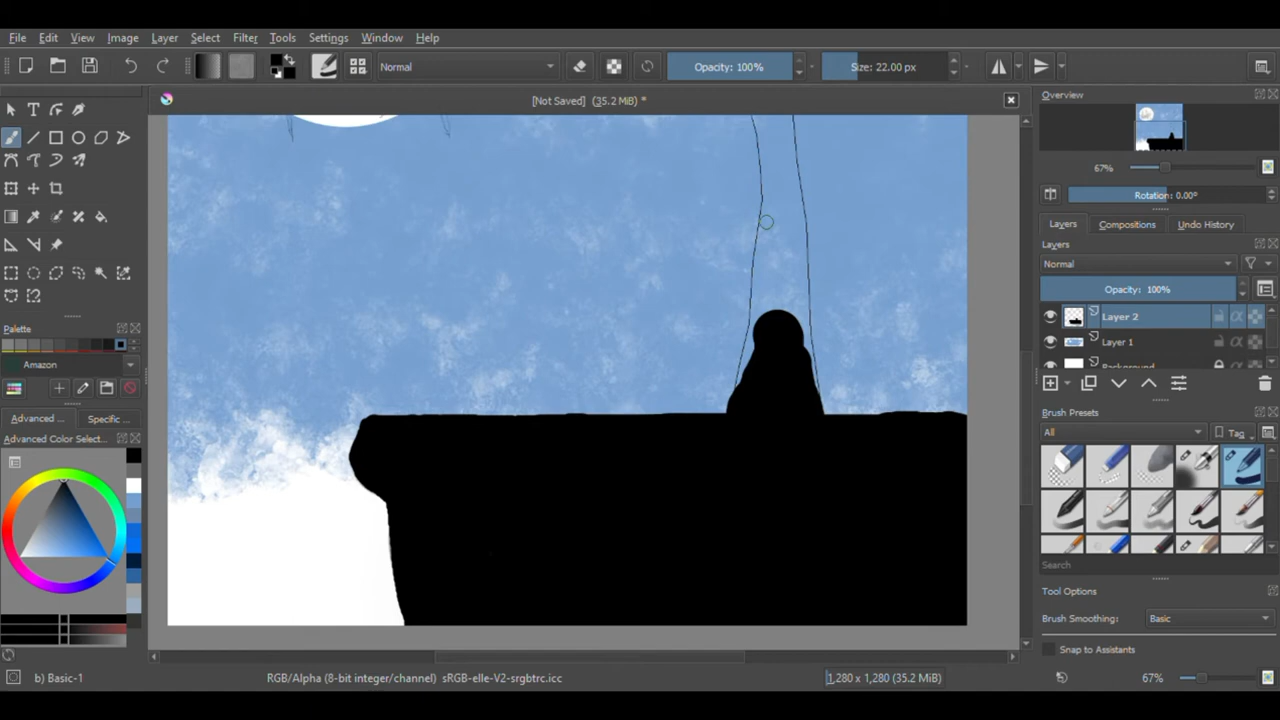 File Edit View Image Layer Select Filter Tools Settings Window Help
Normal Opacity: 100% Size: 22.00 px
[Not Saved] (35.2 MiB) *
Overview
67%
Rotation: 0.00°
Layers Compositions Undo History
Layers
Normal
Opacity: 100%
Layer 2
Layer 1
Background
Palette
Amazon
Advanced ... Specific ...
Advanced Color Select...
Brush Presets
All Tag
Search
Tool Options
Brush Smoothing: Basic
Snap to Assistants
b) Basic-1 RGB/Alpha (8-bit integer/channel) sRGB-elle-V2-srgbtrc.icc 1,280 x 1,280 (35.2 MiB) 67%